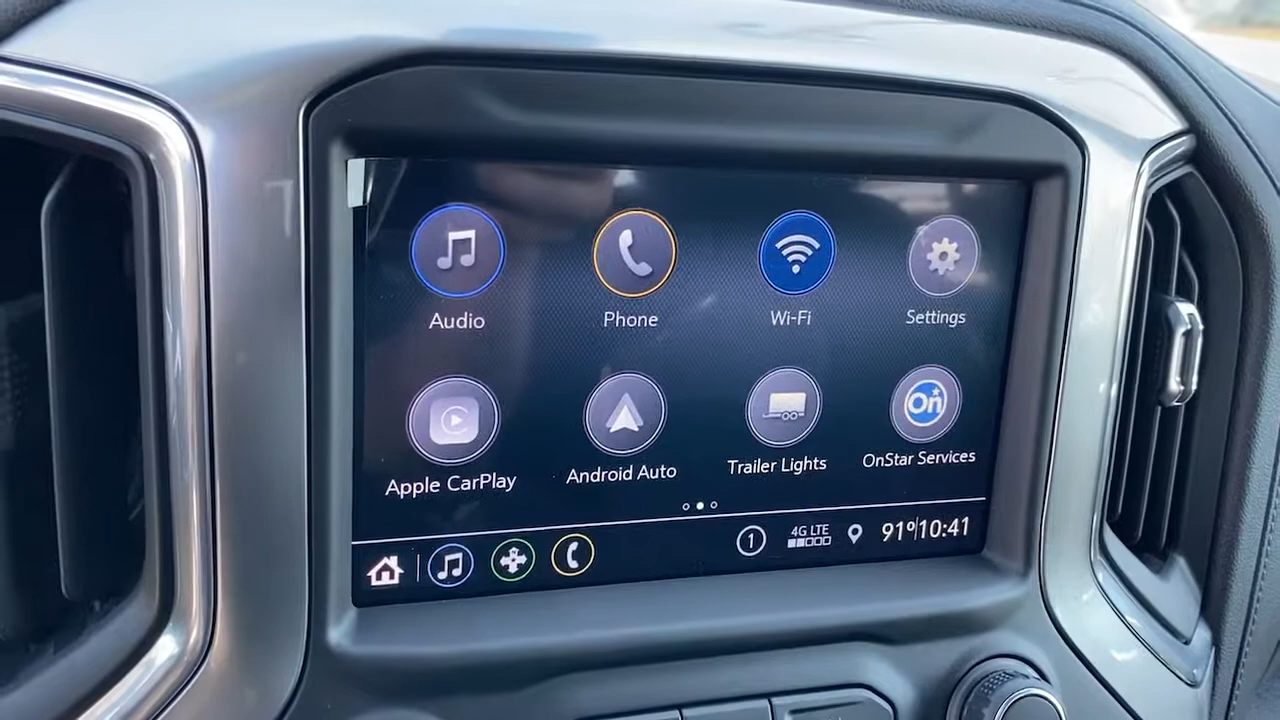 Audio
Phone
Wi-Fi
Settings
Apple CarPlay
Android Auto
Trailer Lights
On
OnStar Services
1
4G LTE
91°
10:41